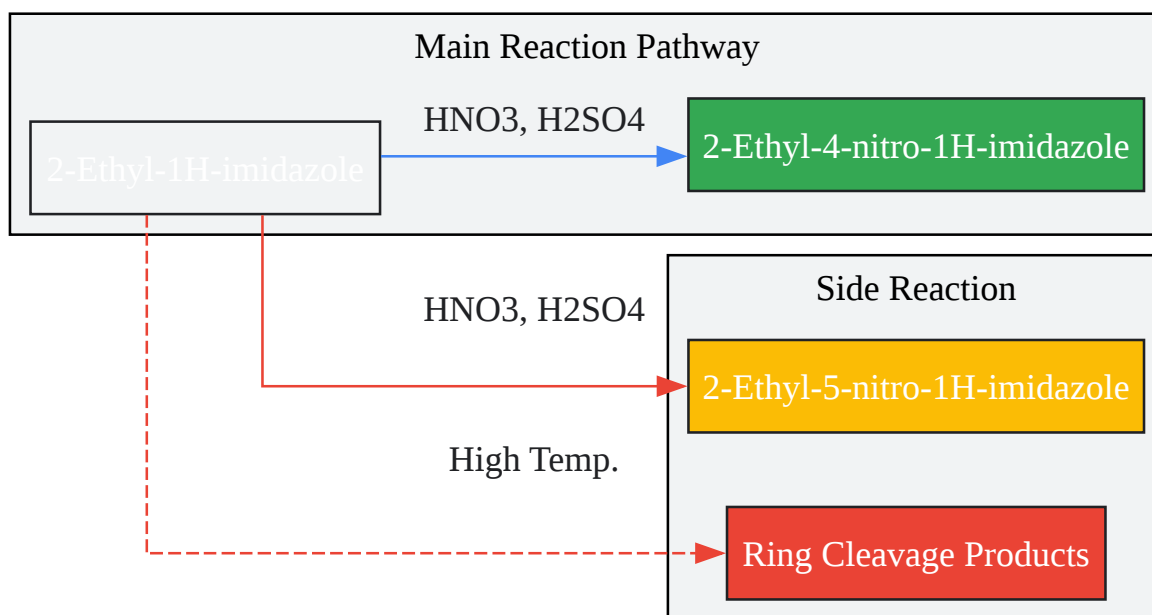 Main Reaction Pathway
HNO3, H2SO4
2-Ethyl-1H-imidazole
2-Ethyl-4-nitro-1H-imidazole
Side Reaction
HNO3, H2SO4
2-Ethyl-5-nitro-1H-imidazole
High Temp.
Ring Cleavage Products